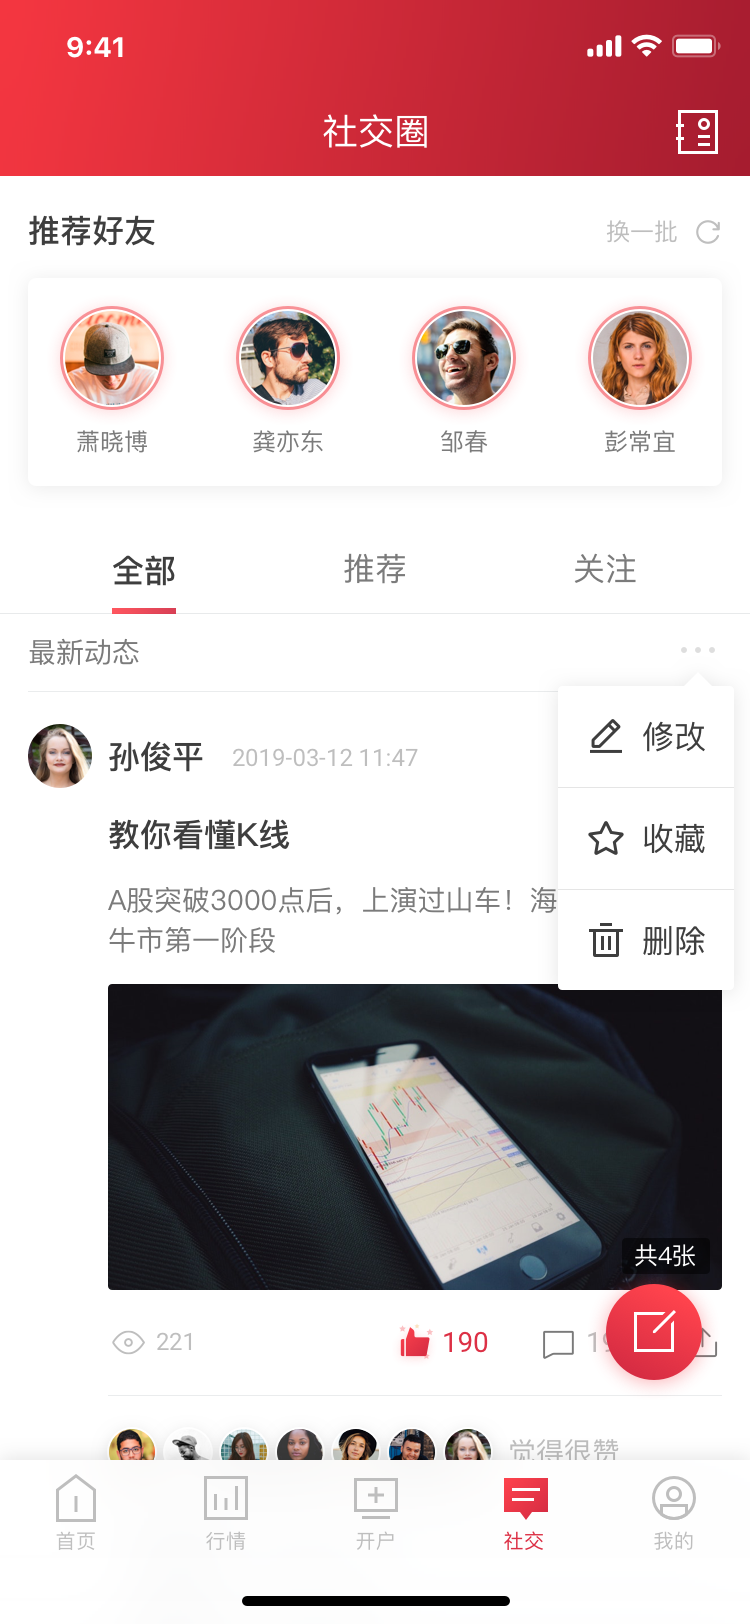 9:41
社交圈
推荐好友
换一批
萧晓博
龚亦东
邹春
彭常宜
全部
推荐
关注
最新动态
修改
孙俊平
2019-03-12 11:47
教你看懂K线
收藏
A股突破3000点后，上演过山车！海
牛市第一阶段
删除
共4张
221
190
觉得很赞
首页
行情
开户
社交
我的